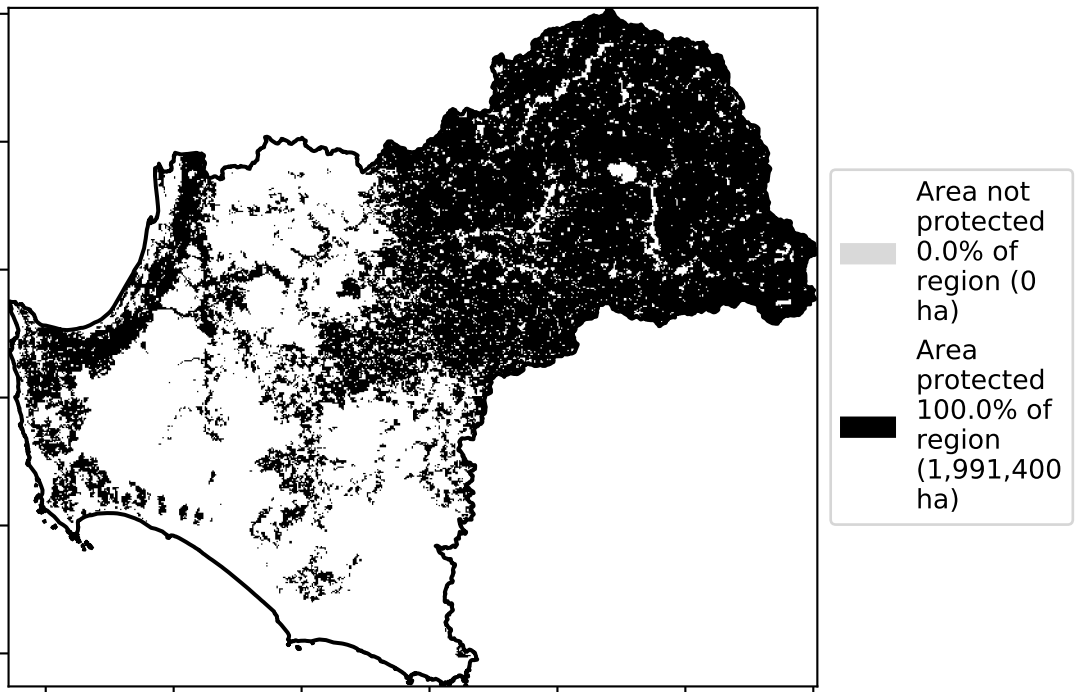 Area not
protected
0.0% of
region (0
ha)
Area
protected
100.0% of
region
(1,991,400
ha)